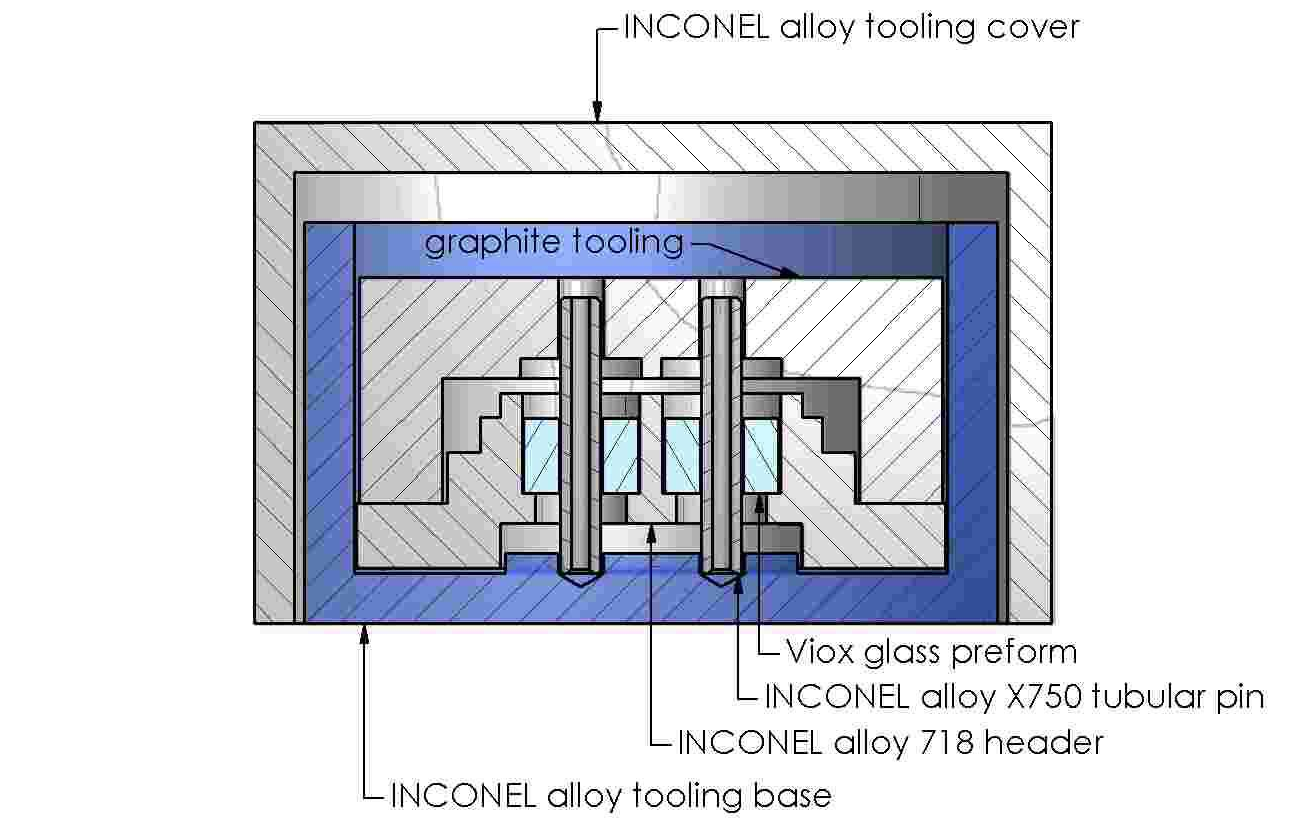 INCONEL alloy tooling cover
graphite tooling
Viox glass preform
INCONEL alloy X750 tubular pin
INCONEL alloy 718 header
INCONEL alloy tooling base